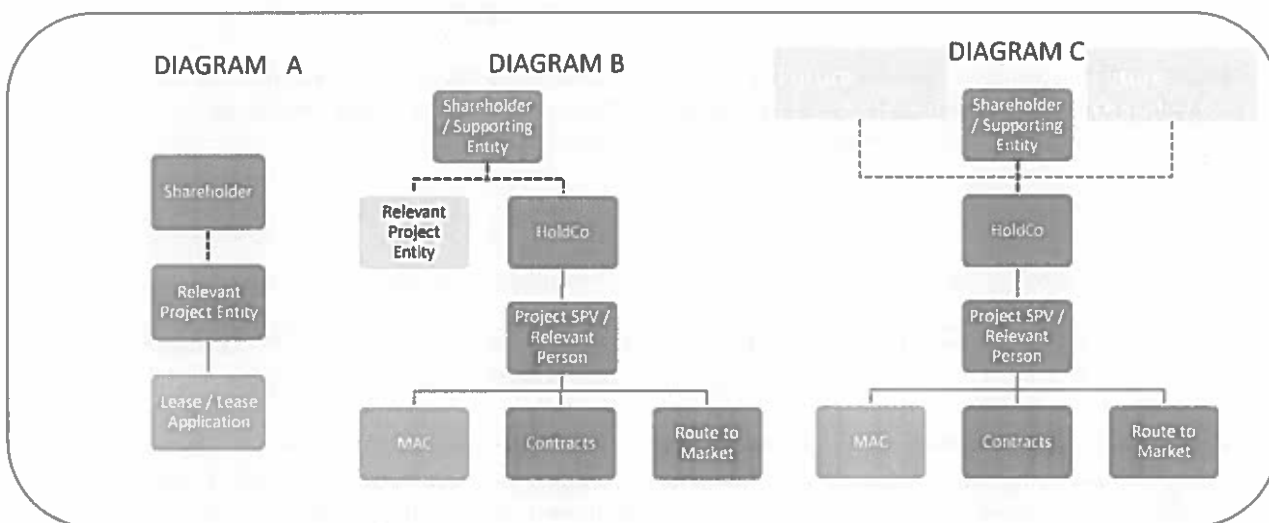 DIAGRAM A
Shareholder
Relevant
Project Entity
Lease / Lease
Application
DIAGRAM B
Shareholder
/ Supporting
Entity
Relevant
Project
Entity
HoldCo
Project SPV /
Relevant
Person
MAC
Contracts
Route to
Market
DIAGRAM C
Shareholder
/ Supporting
Entity
HoldCo
Project SPV /
Relevant
Person
MAC
Contracts
Route to
Market